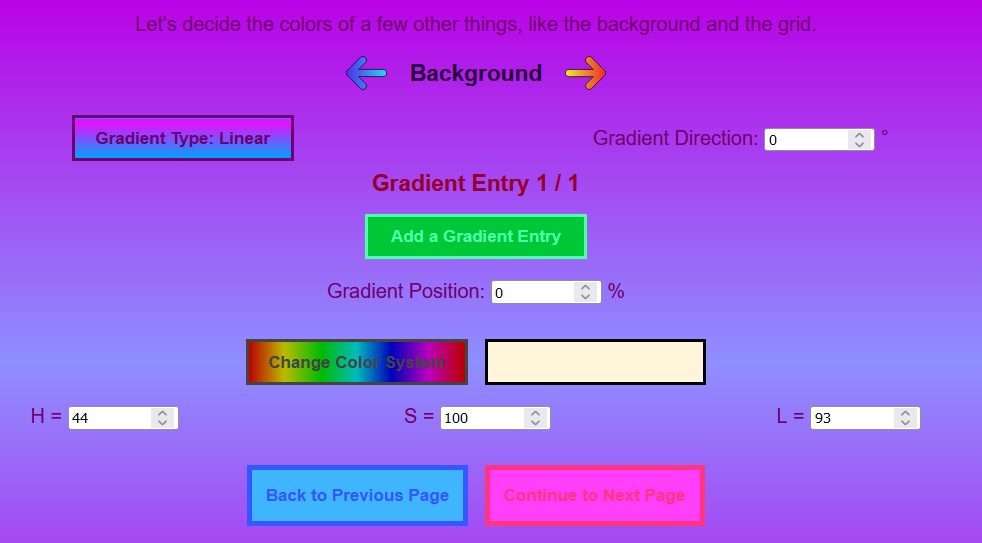 Let's decide the colors of a few other things, like the background and the grid.
Background
Gradient Type: Linear
Gradient Direction: 0 °
Gradient Entry 1 / 1
Add a Gradient Entry
Gradient Position: 0 %
Change Color System
H = 44 S = 100 L = 93
Back to Previous Page Continue to Next Page